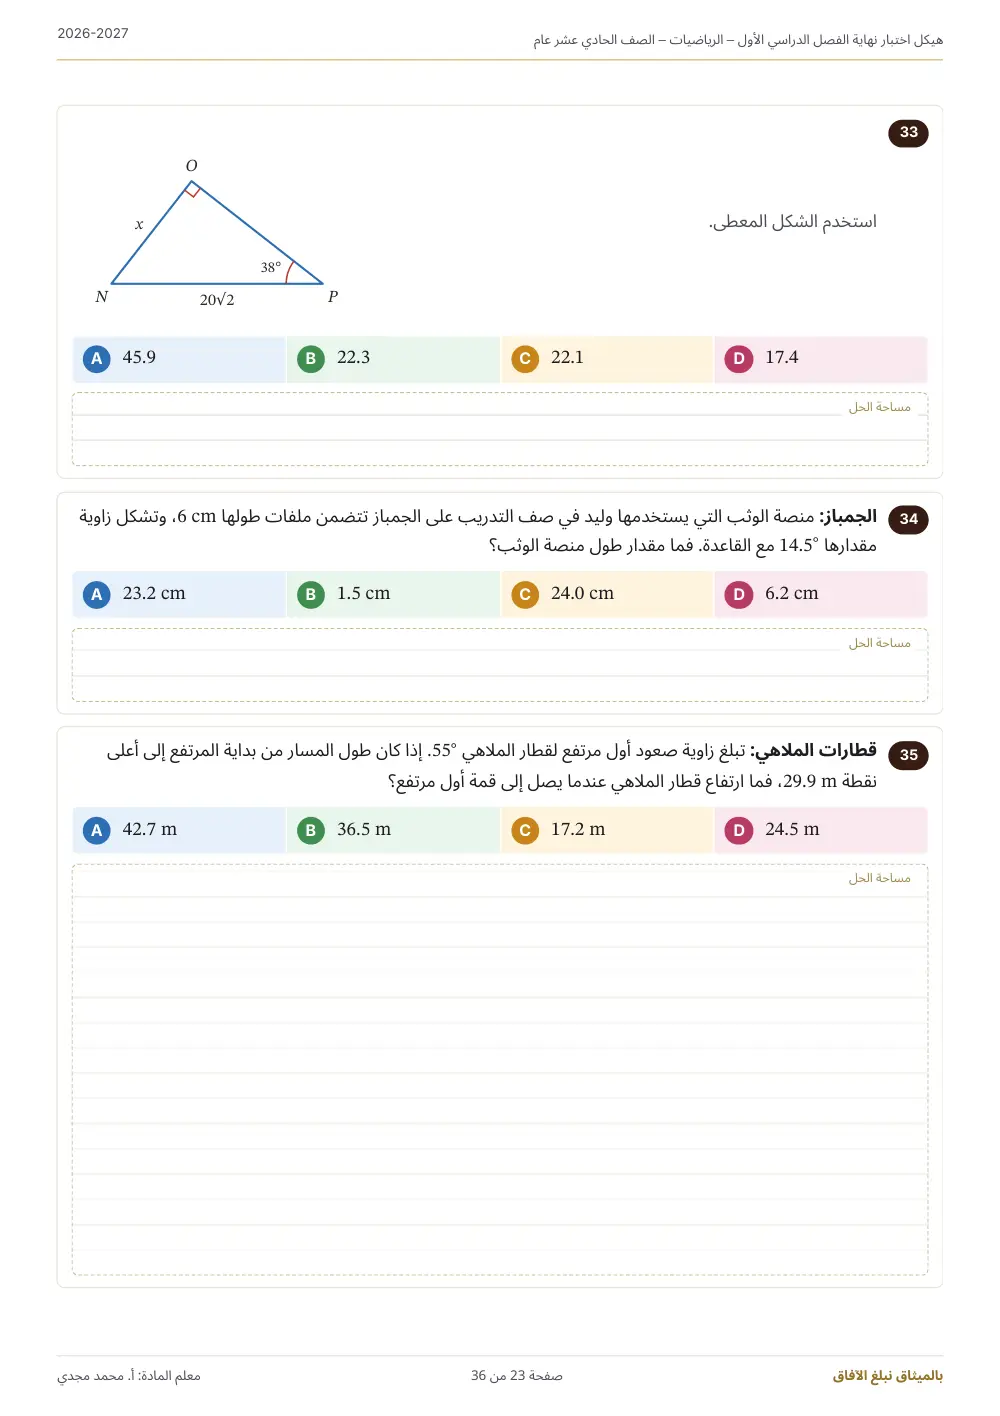 هيكل اختبار نهاية الفصل الدراسي الأول – الرياضيات – الصف الحادي عشر عام
2026-2027
33
استخدم الشكل المعطى.
O
x
38°
N
20√2
P
A 45.9
B 22.3
C 22.1
D 17.4
مساحة الحل
34
الجمباز: منصة الوثب التي يستخدمها وليد في صف التدريب على الجمباز تتضمن ملفات طولها 6 cm، وتشكل زاوية
مقدارها 14.5° مع القاعدة. فما مقدار طول منصة الوثب؟
A 23.2 cm
B 1.5 cm
C 24.0 cm
D 6.2 cm
مساحة الحل
35
قطارات الملاهي: تبلغ زاوية صعود أول مرتفع لقطار الملاهي 55°. إذا كان طول المسار من بداية المرتفع إلى أعلى
نقطة 29.9 m، فما ارتفاع قطار الملاهي عندما يصل إلى قمة أول مرتفع؟
A 42.7 m
B 36.5 m
C 17.2 m
D 24.5 m
مساحة الحل
بالميثاق نبلغ الآفاق
صفحة 23 من 36
معلم المادة: أ. محمد مجدي